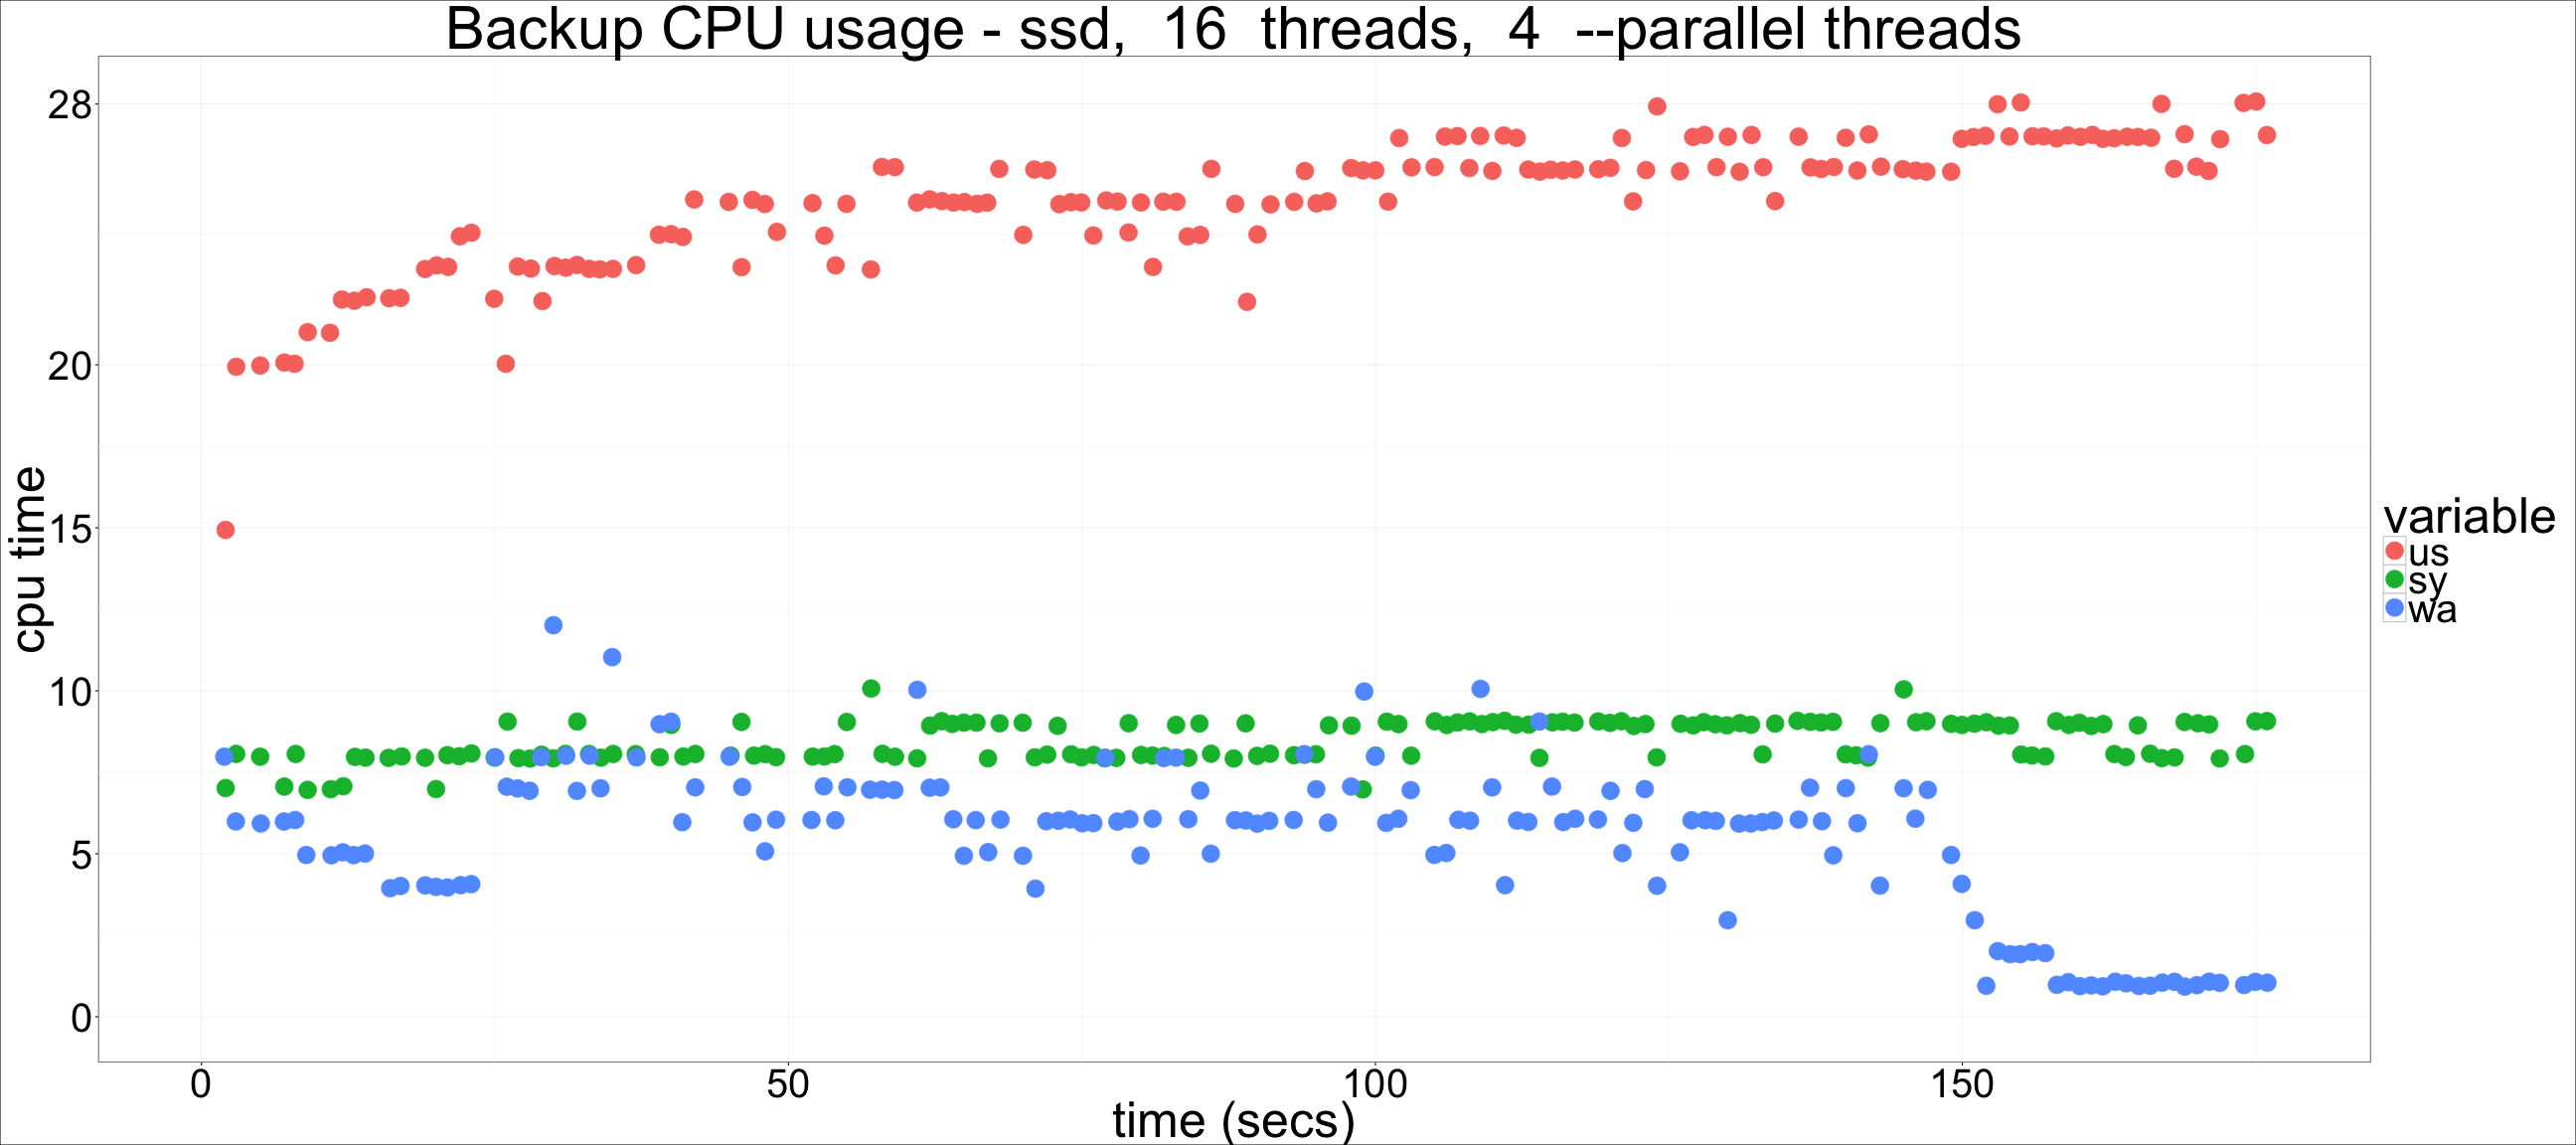 Backup CPU usage - ssd, 16 threads, 4 --parallel threads
28
20
15
10
5
0
cpu time
0 50 100 150
time (secs)
variable
us
sy
wa